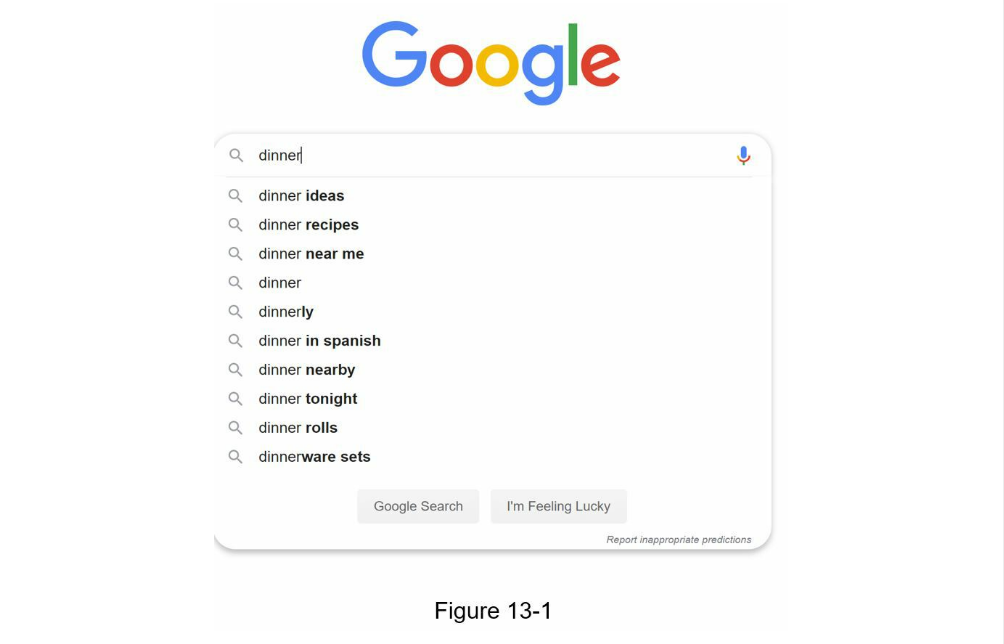 Google
dinner
dinner ideas
dinner recipes
dinner near me
dinner
dinnerly
dinner in spanish
dinner nearby
dinner tonight
dinner rolls
dinnerware sets
Google Search I'm Feeling Lucky
Report inappropriate predictions
Figure 13-1